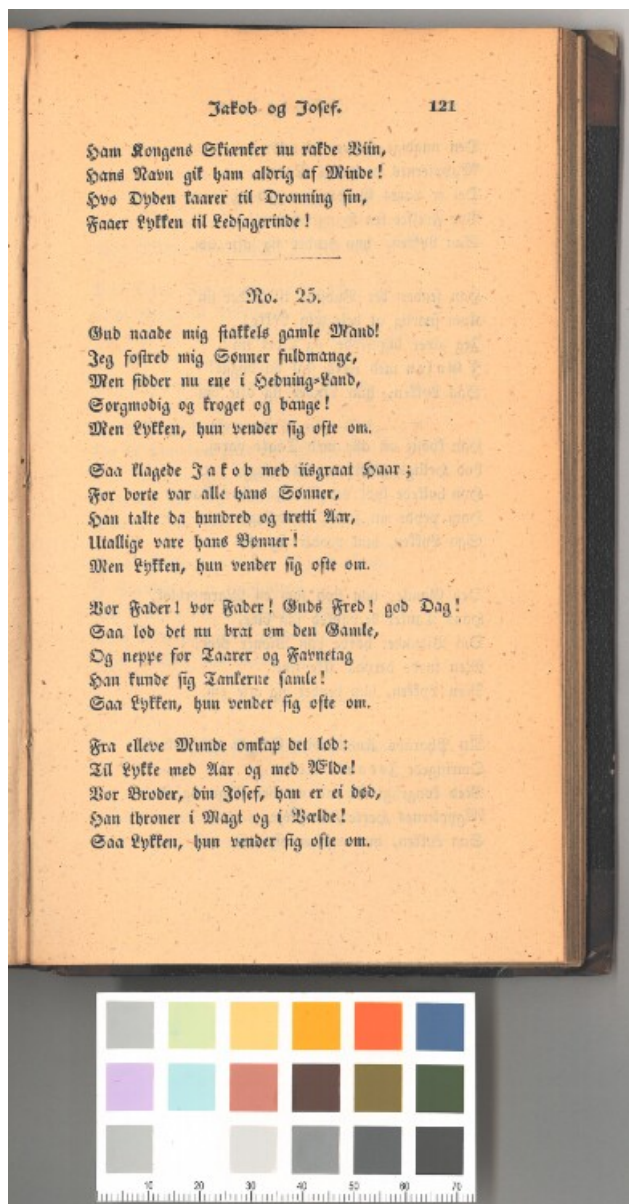 Jakob og Josef. 121
Ham Kongens Skiænker nu rakde Viin,
Hans Navn gik ham aldrig af Minde!
Hvo Dyden kaarer til Dronning sin,
Faaer Lykken til Ledsagerinde!
No. 25.
Gud naade mig stakkels gamle Mand!
Jeg fostred mig Sønner fuldmange,
Men sidder nu ene i Hedning-Land,
Sorgmodig og kroget og bange!
Men Lykken, hun vender sig ofte om.
Saa klagede Jakob med iisgraat Haar;
For borte var alle hans Sønner,
Han talte da hundred og tretti Aar,
Utallige vare hans Bønner!
Men Lykken, hun vender sig ofte om.
Vor Fader! vor Fader! Guds Fred! god Dag!
Saa lod det nu brat om den Gamle,
Og neppe for Taarer og Favnetag
Han kunde sig Tankerne samle!
Saa Lykken, hun vender sig ofte om.
Fra elleve Munde omkap det lod:
Til Lykke med Aar og med Ælde!
Vor Broder, din Josef, han er ei død,
Han throner i Magt og i Vælde!
Saa Lykken, hun vender sig ofte om.
10 20 30 40 50 60 70